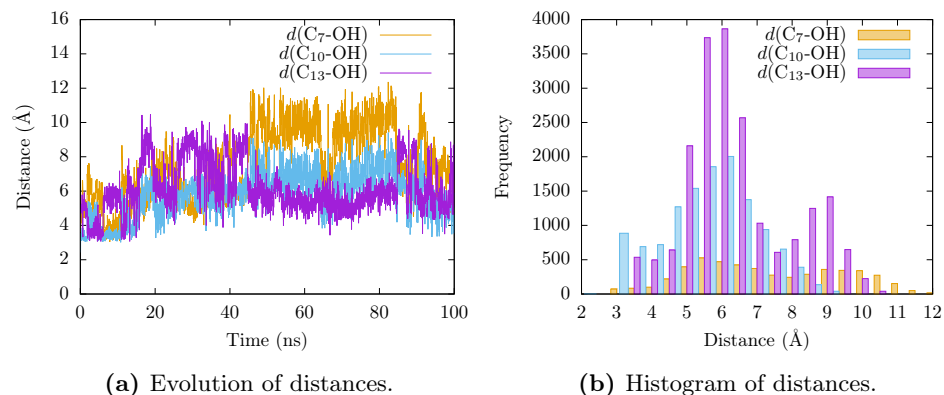 16
14
12
10
8
6
4
2
0
Distance (Å)
0 20 40 60 80 100
Time (ns)
d(C₇-OH)
d(C₁₀-OH)
d(C₁₃-OH)
(a) Evolution of distances.
4000
3500
3000
2500
2000
1500
1000
500
0
Frequency
2 3 4 5 6 7 8 9 10 11 12
Distance (Å)
d(C₇-OH)
d(C₁₀-OH)
d(C₁₃-OH)
(b) Histogram of distances.